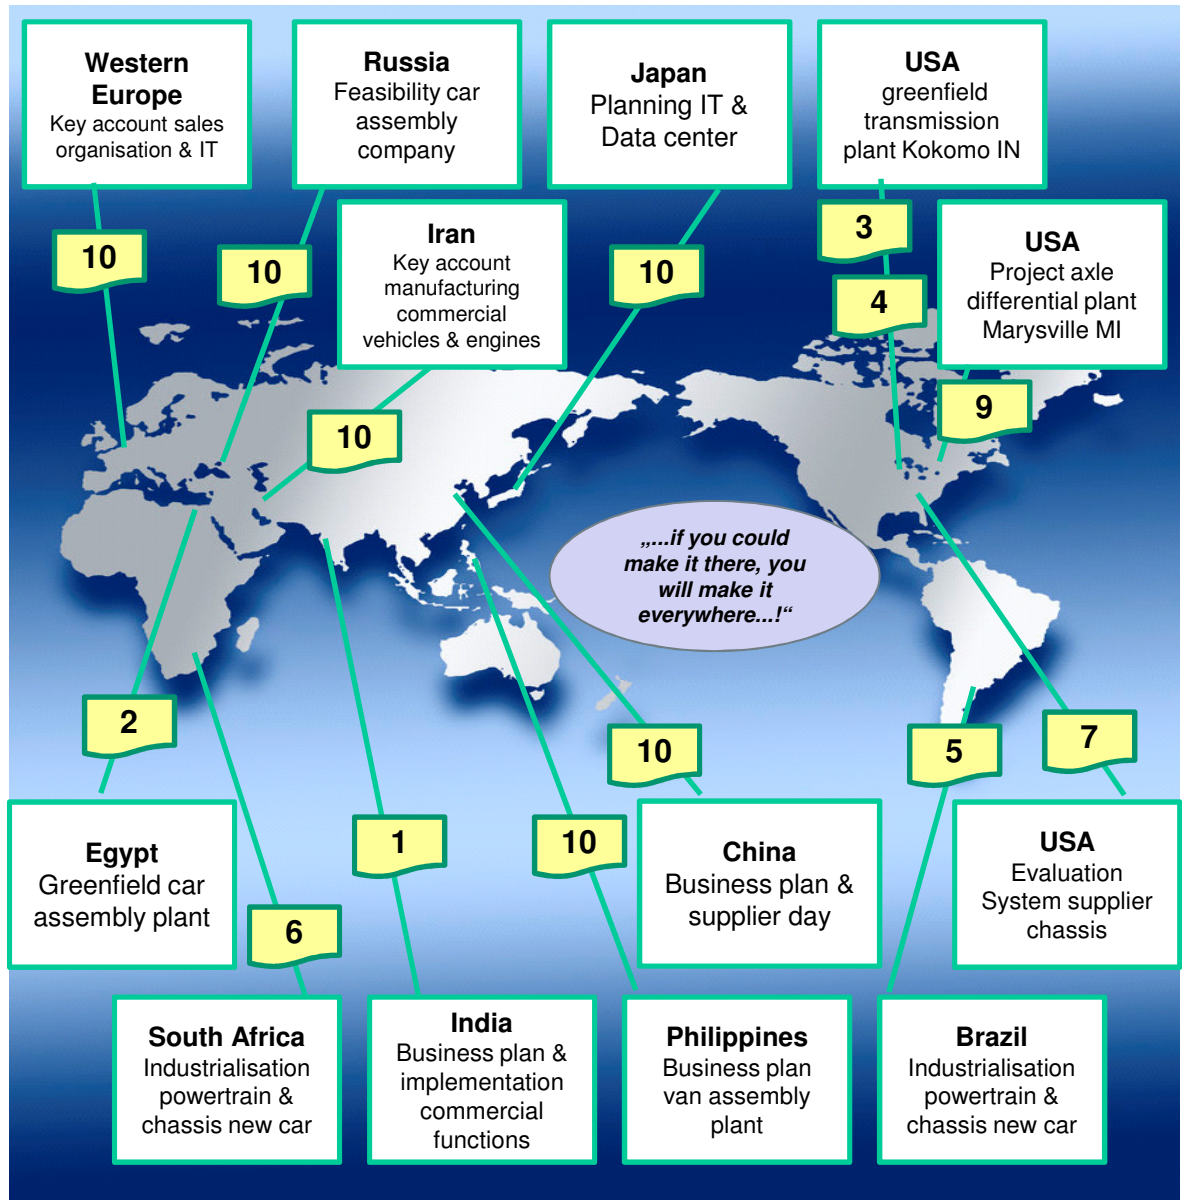 Western
Europe
Key account sales
organisation & IT
Russia
Feasibility car
assembly
company
Japan
Planning IT &
Data center
USA
greenfield
transmission
plant Kokomo IN
10
10
Iran
Key account
manufacturing
commercial
vehicles & engines
10
10
3
4
USA
Project axle
differential plant
Marysville MI
9
„...if you could
make it there, you
will make it
everywhere...!“
2
10
5
7
1
10
6
Egypt
Greenfield car
assembly plant
China
Business plan &
supplier day
USA
Evaluation
System supplier
chassis
South Africa
Industrialisation
powertrain &
chassis new car
India
Business plan &
implementation
commercial
functions
Philippines
Business plan
van assembly
plant
Brazil
Industrialisation
powertrain &
chassis new car